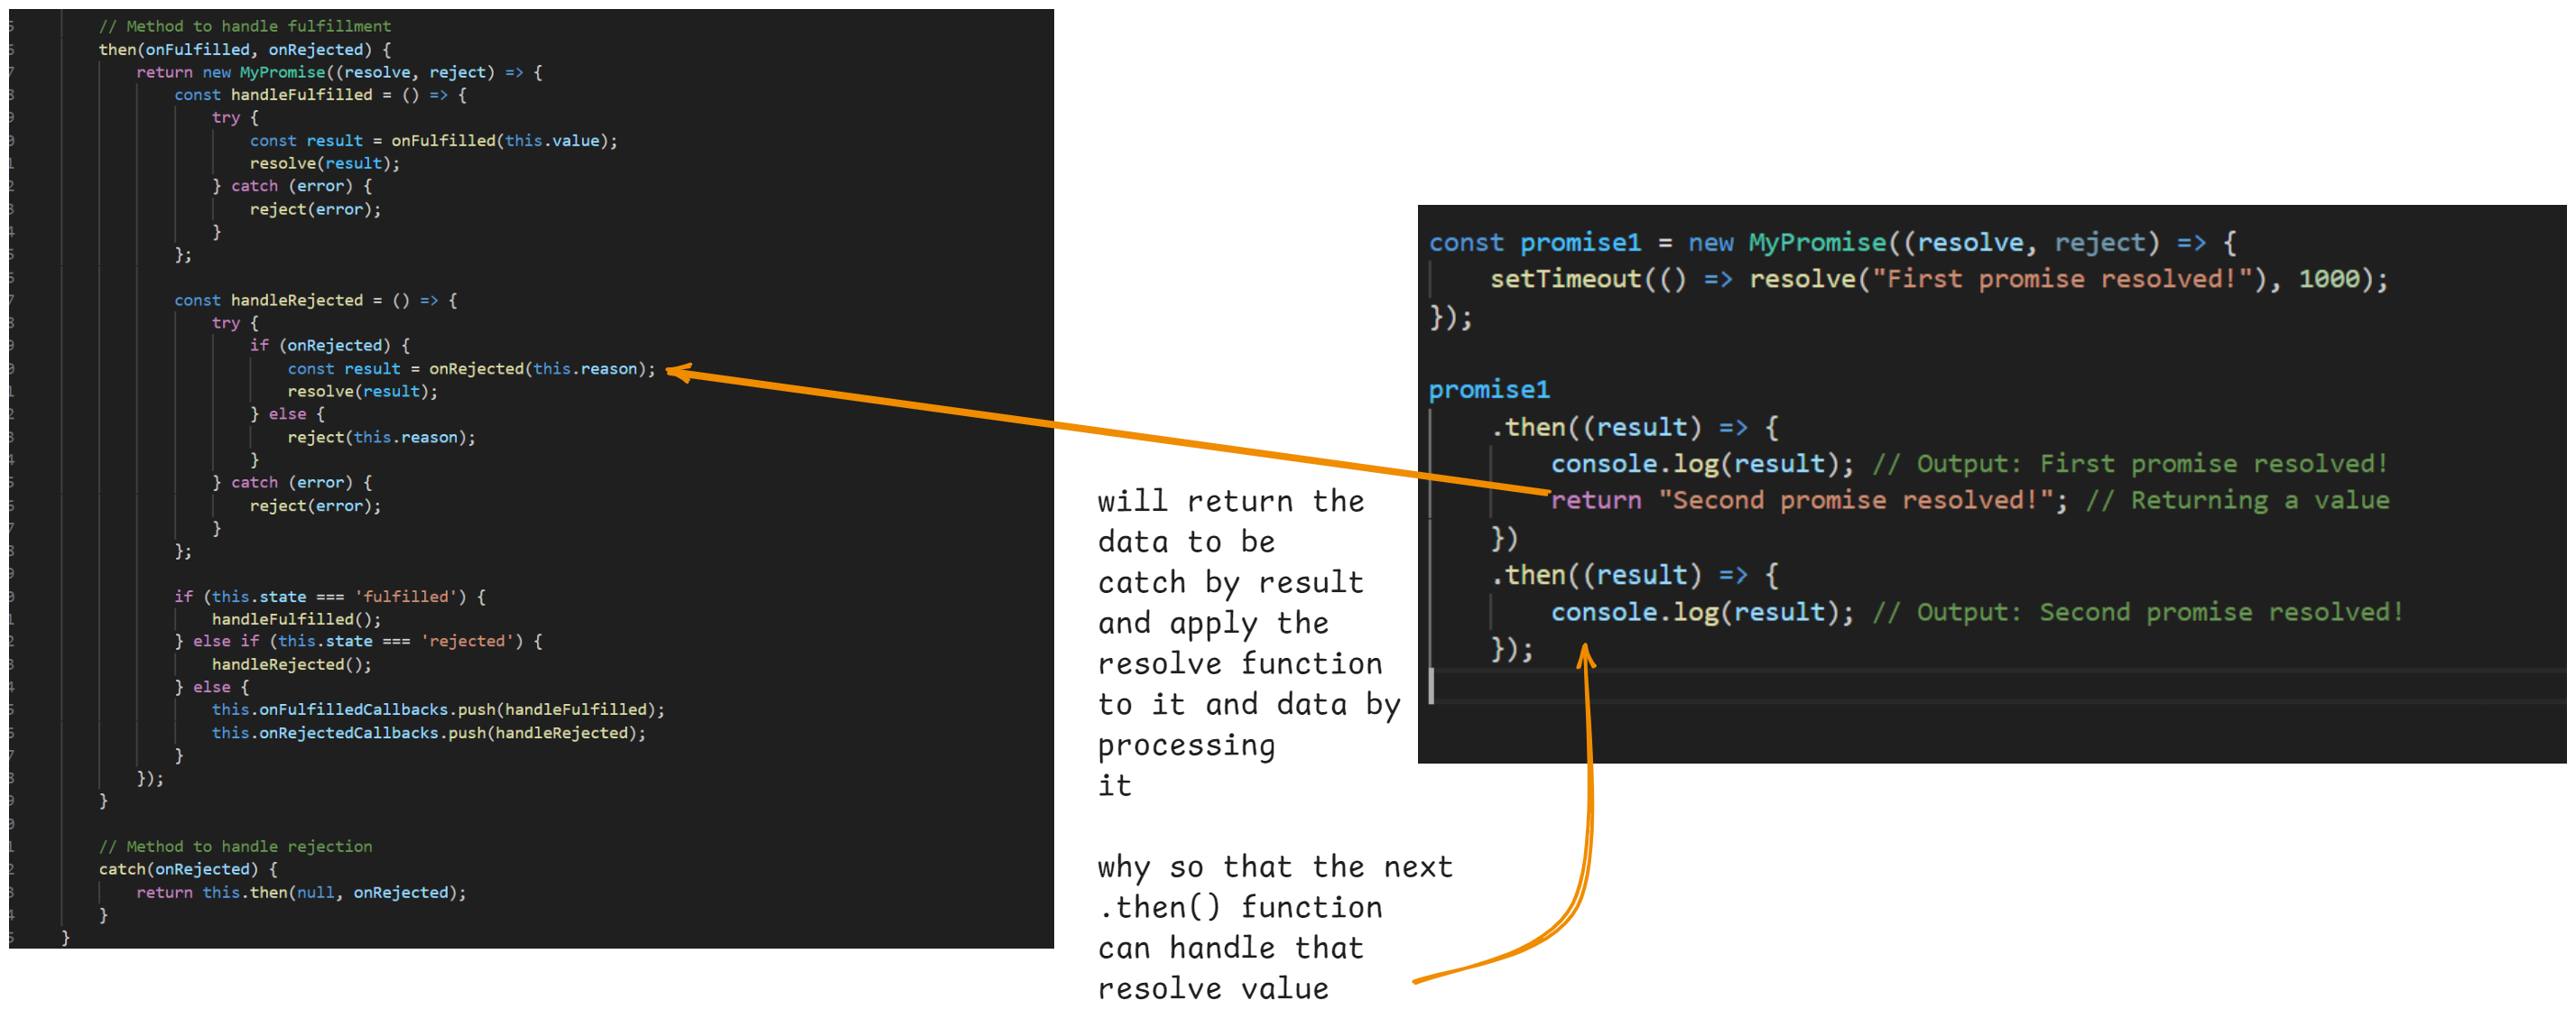 // Method to handle fulfillment
then(onFulfilled, onRejected) {
return new MyPromise((resolve, reject) => {
const handleFulfilled = () => {
try {
const result = onFulfilled(this.value);
resolve(result);
} catch (error) {
reject(error);
}
};
const handleRejected = () => {
try {
if (onRejected) {
const result = onRejected(this.reason);
resolve(result);
} else {
reject(this.reason);
}
} catch (error) {
reject(error);
}
};
if (this.state === 'fulfilled') {
handleFulfilled();
} else if (this.state === 'rejected') {
handleRejected();
} else {
this.onFulfilledCallbacks.push(handleFulfilled);
this.onRejectedCallbacks.push(handleRejected);
}
});
}
// Method to handle rejection
catch(onRejected) {
return this.then(null, onRejected);
}
}
will return the
data to be
catch by result
and apply the
resolve function
to it and data by
processing
it
why so that the next
.then() function
can handle that
resolve value
const promise1 = new MyPromise((resolve, reject) => {
setTimeout(() => resolve("First promise resolved!"), 1000);
});
promise1
.then((result) => {
console.log(result); // Output: First promise resolved!
return "Second promise resolved!"; // Returning a value
})
.then((result) => {
console.log(result); // Output: Second promise resolved!
});